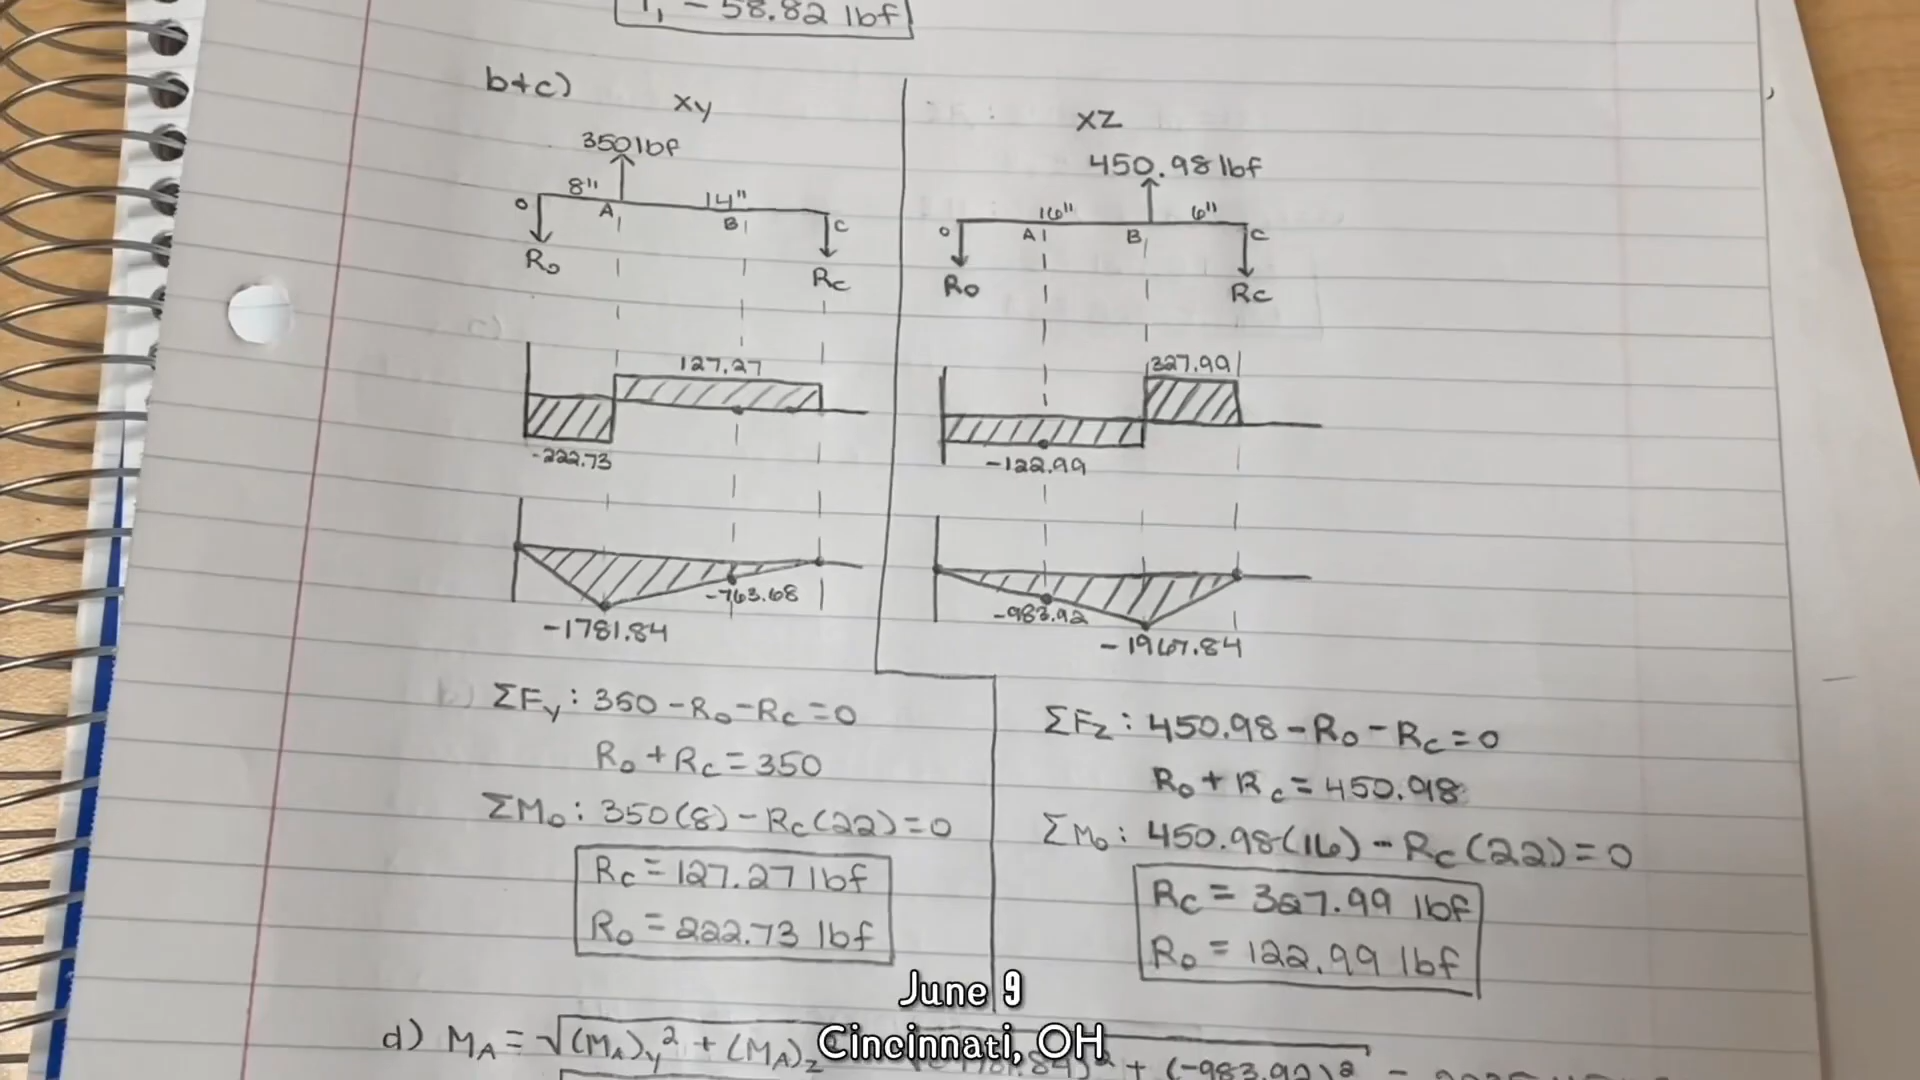 T₁ = 58.82 lbf
b+c)
xy
350 lbf
8"
14"
O
A
B
C
R₀
Rc
127.27
-222.73
-763.68
-1781.84
xz
450.98 lbf
16"
6"
O
A
B
C
R₀
Rc
327.99
-122.99
-983.92
-1967.84
ΣFy: 350 - R₀ - Rc = 0
R₀ + Rc = 350
ΣM₀: 350(8) - Rc(22) = 0
Rc = 127.27 lbf
R₀ = 222.73 lbf
ΣFz: 450.98 - R₀ - Rc = 0
R₀ + Rc = 450.98
ΣM₀: 450.98(16) - Rc(22) = 0
Rc = 327.99 lbf
R₀ = 122.99 lbf
d) MA = √(MA)y² + (MA)z² + (-983.92)²
June 9
Cincinnati, OH